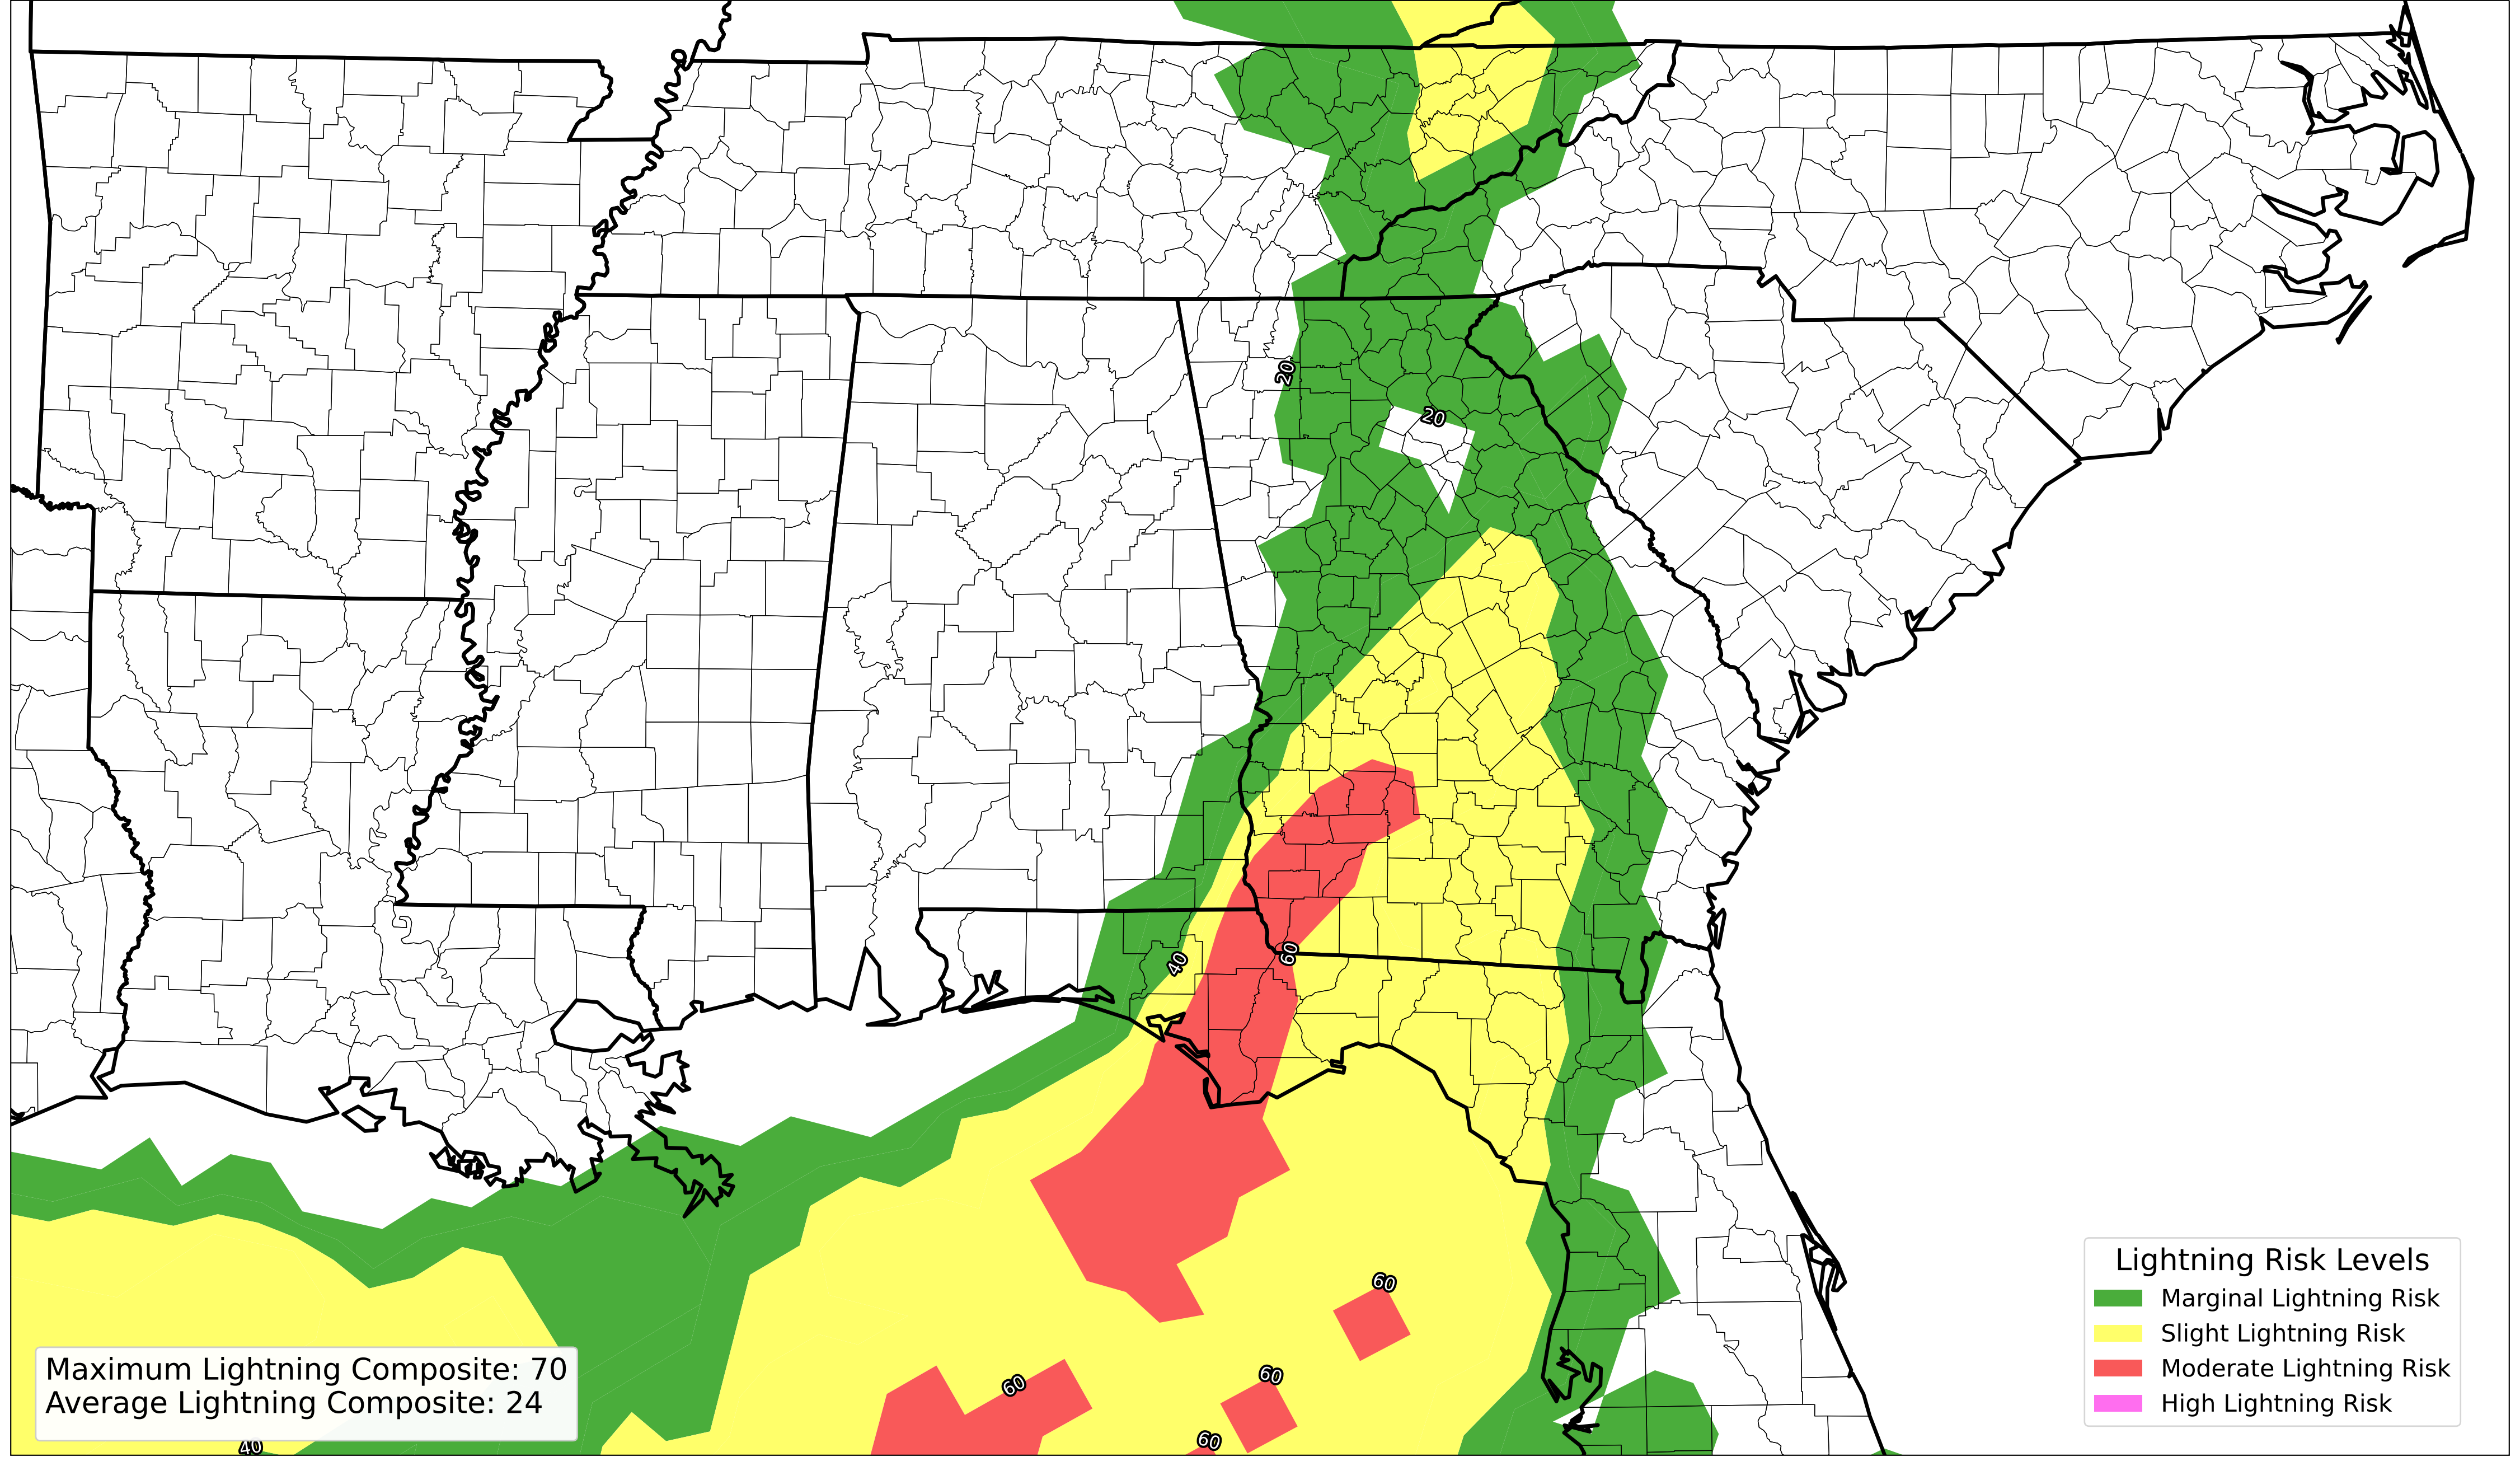 20
20
40
60
60
60
60
60
40
Maximum Lightning Composite: 70
Average Lightning Composite: 24
Lightning Risk Levels
Marginal Lightning Risk
Slight Lightning Risk
Moderate Lightning Risk
High Lightning Risk